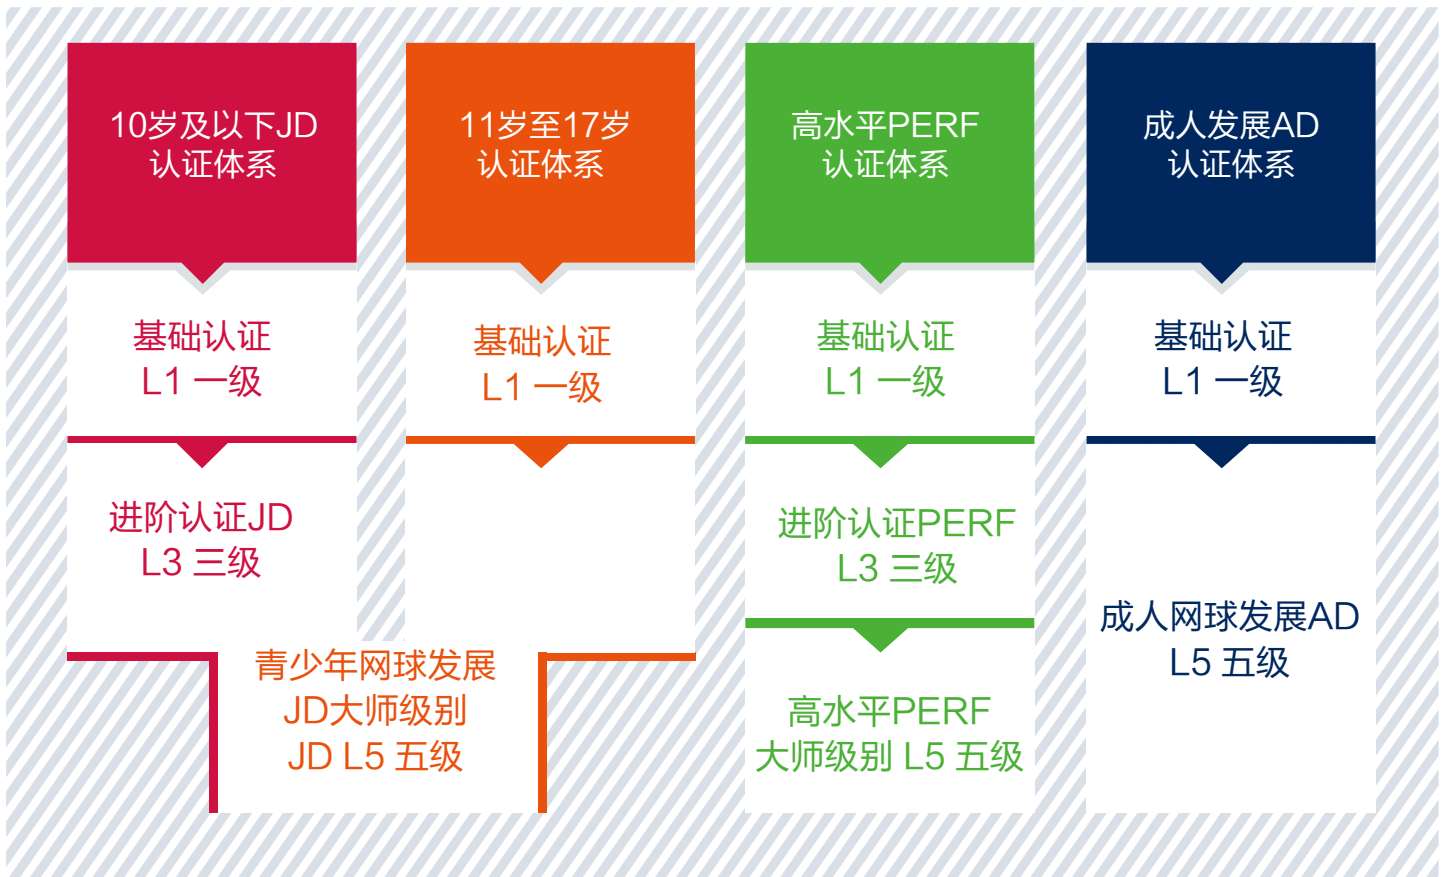 10岁及以下JD
认证体系
11岁至17岁
认证体系
高水平PERF
认证体系
成人发展AD
认证体系
基础认证
L1 一级
基础认证
L1 一级
基础认证
L1 一级
基础认证
L1 一级
进阶认证JD
L3 三级
进阶认证PERF
L3 三级
成人网球发展AD
L5 五级
青少年网球发展
JD大师级别
JD L5 五级
高水平PERF
大师级别 L5 五级